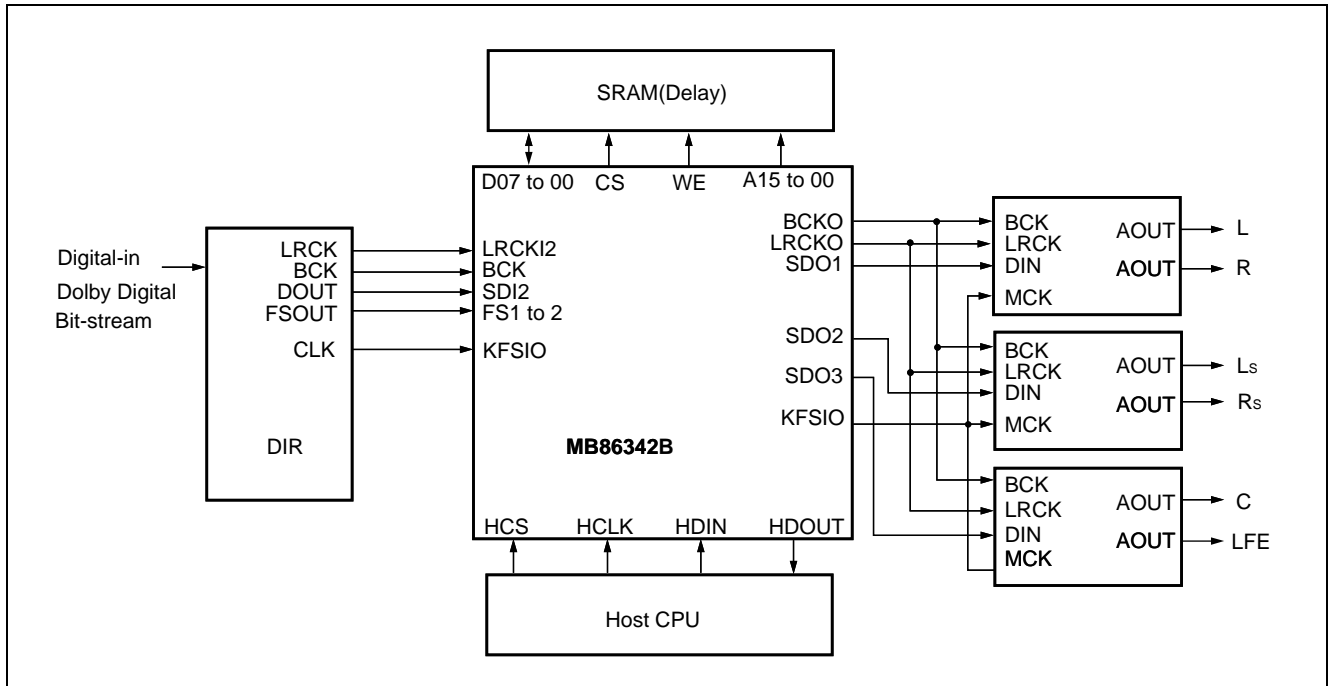 SRAM(Delay)
D07 to 00 CS WE A15 to 00
Digital-in
Dolby Digital
Bit-stream
LRCK
BCK
DOUT
FSOUT
CLK
DIR
LRCKI2
BCK
SDI2
FS1 to 2
KFSIO
MB86342B
BCKO
LRCKO
SDO1
SDO2
SDO3
KFSIO
HCS HCLK HDIN HDOUT
Host CPU
BCK
LRCK
DIN
MCK
AOUT
AOUT
L
R
BCK
LRCK
DIN
MCK
AOUT
AOUT
Ls
Rs
BCK
LRCK
DIN
MCK
AOUT
AOUT
C
LFE